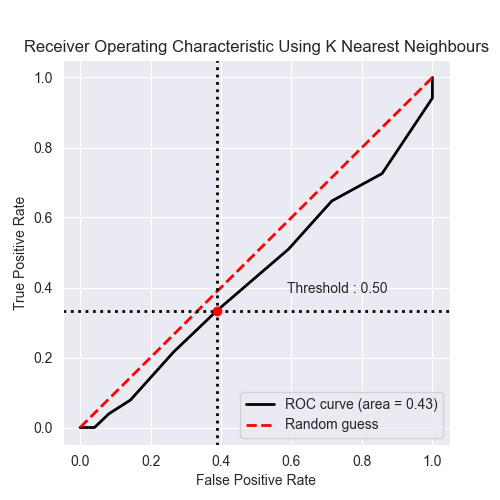 Receiver Operating Characteristic Using K Nearest Neighbours
1.0
0.8
0.6
0.4
0.2
0.0
True Positive Rate
Threshold : 0.50
ROC curve (area = 0.43)
Random guess
0.0 0.2 0.4 0.6 0.8 1.0
False Positive Rate